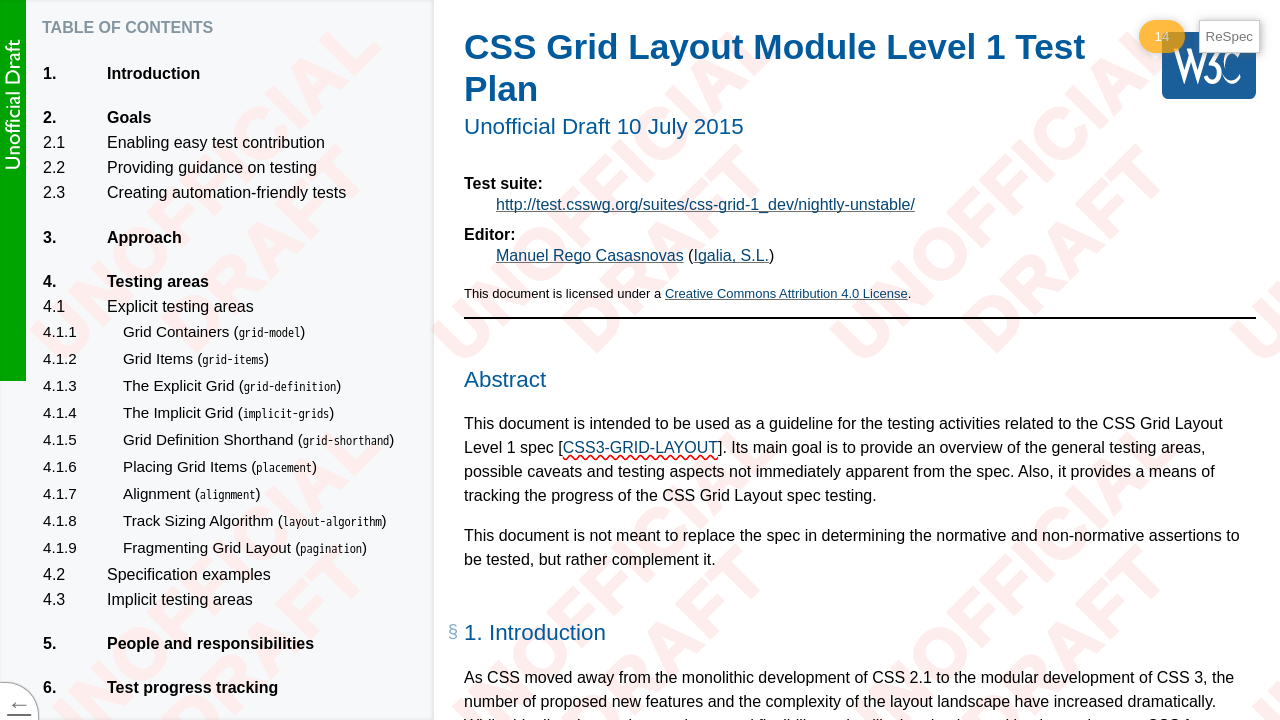 Unofficial Draft
TABLE OF CONTENTS
1. Introduction
2. Goals
2.1 Enabling easy test contribution
2.2 Providing guidance on testing
2.3 Creating automation-friendly tests
3. Approach
4. Testing areas
4.1 Explicit testing areas
4.1.1 Grid Containers (grid-model)
4.1.2 Grid Items (grid-items)
4.1.3 The Explicit Grid (grid-definition)
4.1.4 The Implicit Grid (implicit-grids)
4.1.5 Grid Definition Shorthand (grid-shorthand)
4.1.6 Placing Grid Items (placement)
4.1.7 Alignment (alignment)
4.1.8 Track Sizing Algorithm (layout-algorithm)
4.1.9 Fragmenting Grid Layout (pagination)
4.2 Specification examples
4.3 Implicit testing areas
5. People and responsibilities
6. Test progress tracking
←
14 ReSpec
W3C
CSS Grid Layout Module Level 1 Test
Plan
Unofficial Draft 10 July 2015
Test suite:
http://test.csswg.org/suites/css-grid-1_dev/nightly-unstable/
Editor:
Manuel Rego Casasnovas (Igalia, S.L.)
This document is licensed under a Creative Commons Attribution 4.0 License.
Abstract
This document is intended to be used as a guideline for the testing activities related to the CSS Grid Layout
Level 1 spec [CSS3-GRID-LAYOUT]. Its main goal is to provide an overview of the general testing areas,
possible caveats and testing aspects not immediately apparent from the spec. Also, it provides a means of
tracking the progress of the CSS Grid Layout spec testing.
This document is not meant to replace the spec in determining the normative and non-normative assertions to
be tested, but rather complement it.
§ 1. Introduction
As CSS moved away from the monolithic development of CSS 2.1 to the modular development of CSS 3, the
number of proposed new features and the complexity of the layout landscape have increased dramatically.
UNOFFICIAL
DRAFT
UNOFFICIAL
DRAFT
UNOFFICIAL
DRAFT
UNOFFICIAL
DRAFT
UNOFFICIAL
DRAFT
UNOFFICIAL
DRAFT